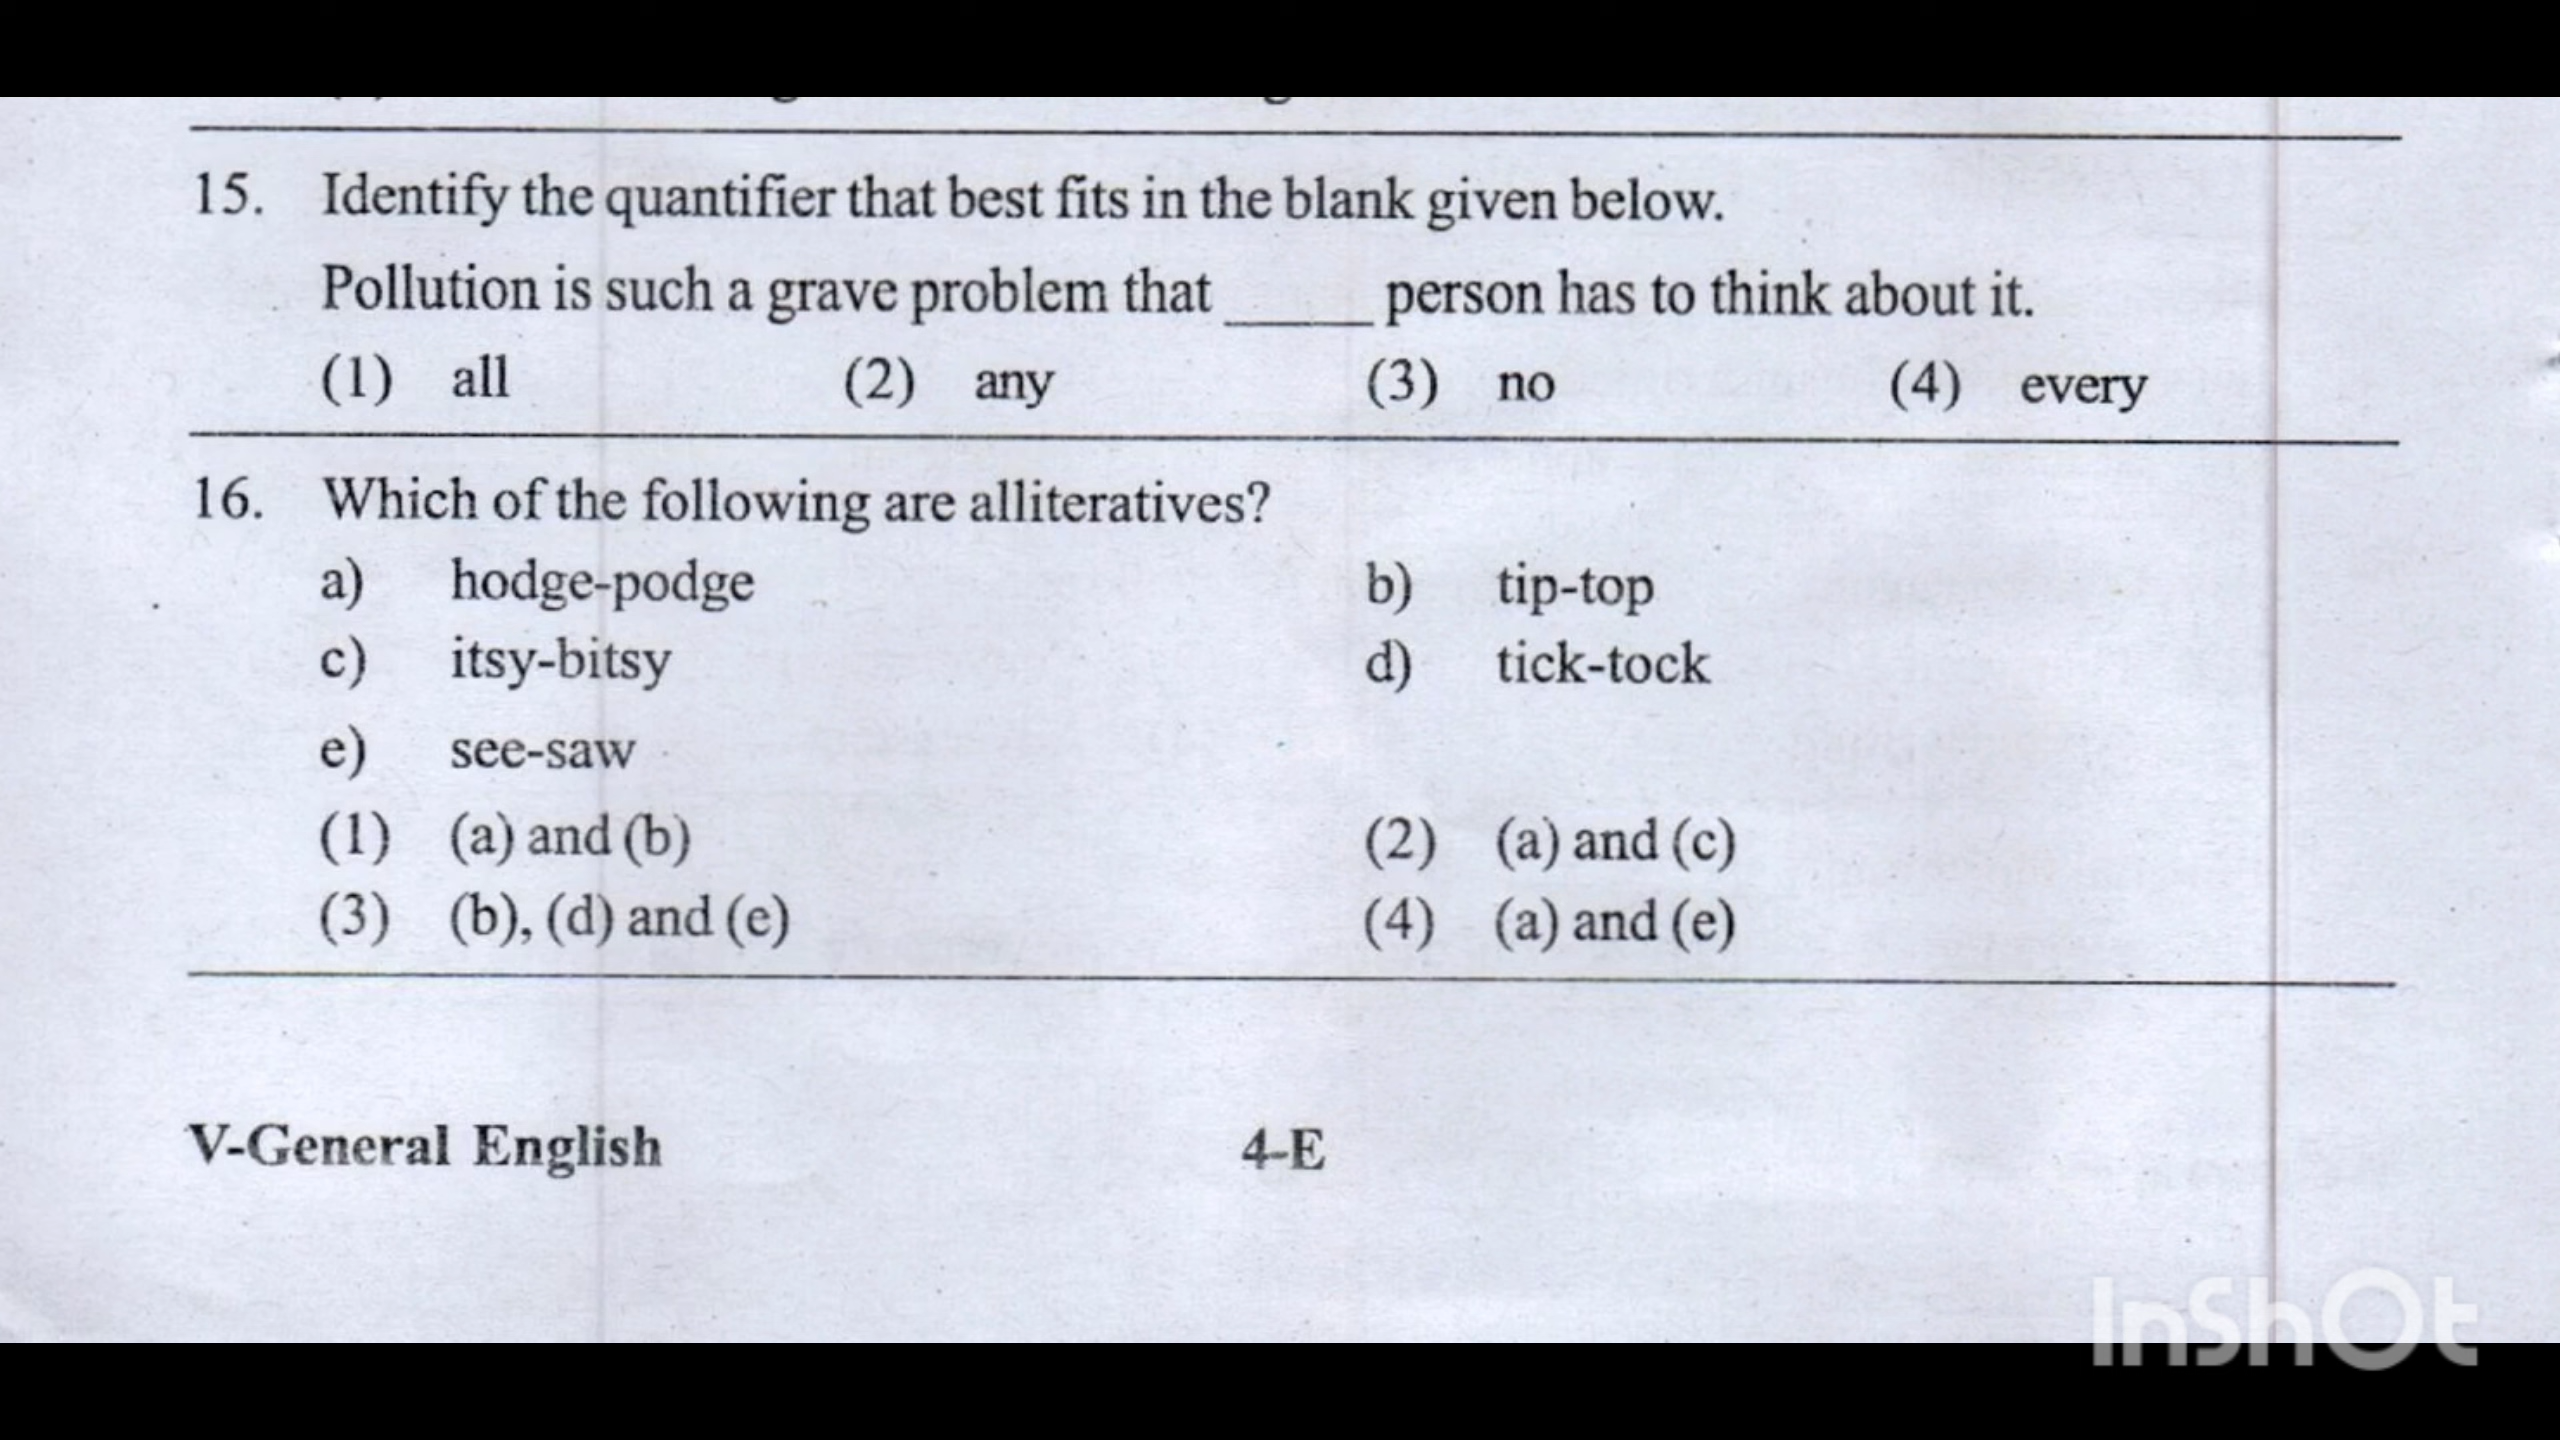 15. Identify the quantifier that best fits in the blank given below.
Pollution is such a grave problem that _____ person has to think about it.
(1) all (2) any (3) no (4) every
16. Which of the following are alliteratives?
a) hodge-podge b) tip-top
c) itsy-bitsy d) tick-tock
e) see-saw
(1) (a) and (b) (2) (a) and (c)
(3) (b), (d) and (e) (4) (a) and (e)
V-General English 4-E
InShOt